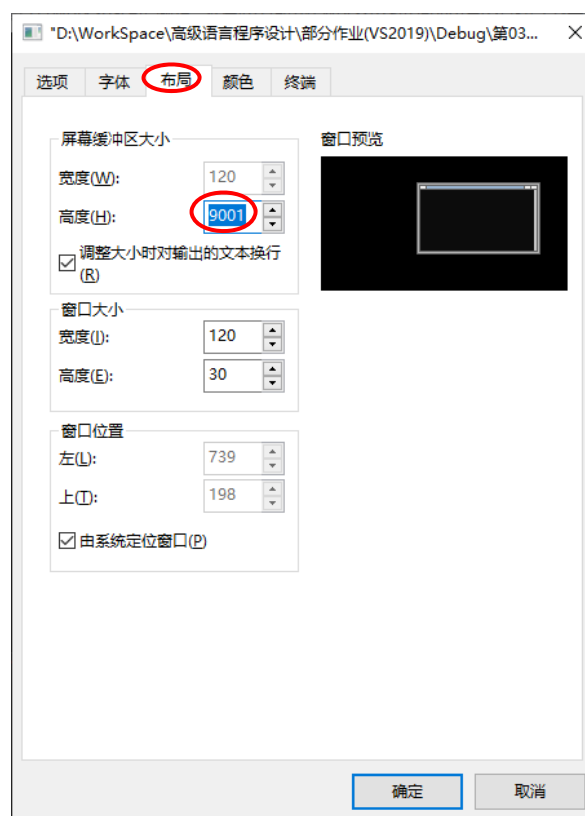 "D:\WorkSpace\高级语言程序设计\部分作业(VS2019)\Debug\第03...
选项 字体 布局 颜色 终端
屏幕缓冲区大小
宽度(W): 120
高度(H): 9001
调整大小时对输出的文本换行
(R)
窗口大小
宽度(I): 120
高度(E): 30
窗口位置
左(L): 739
上(T): 198
由系统定位窗口(P)
窗口预览
确定 取消